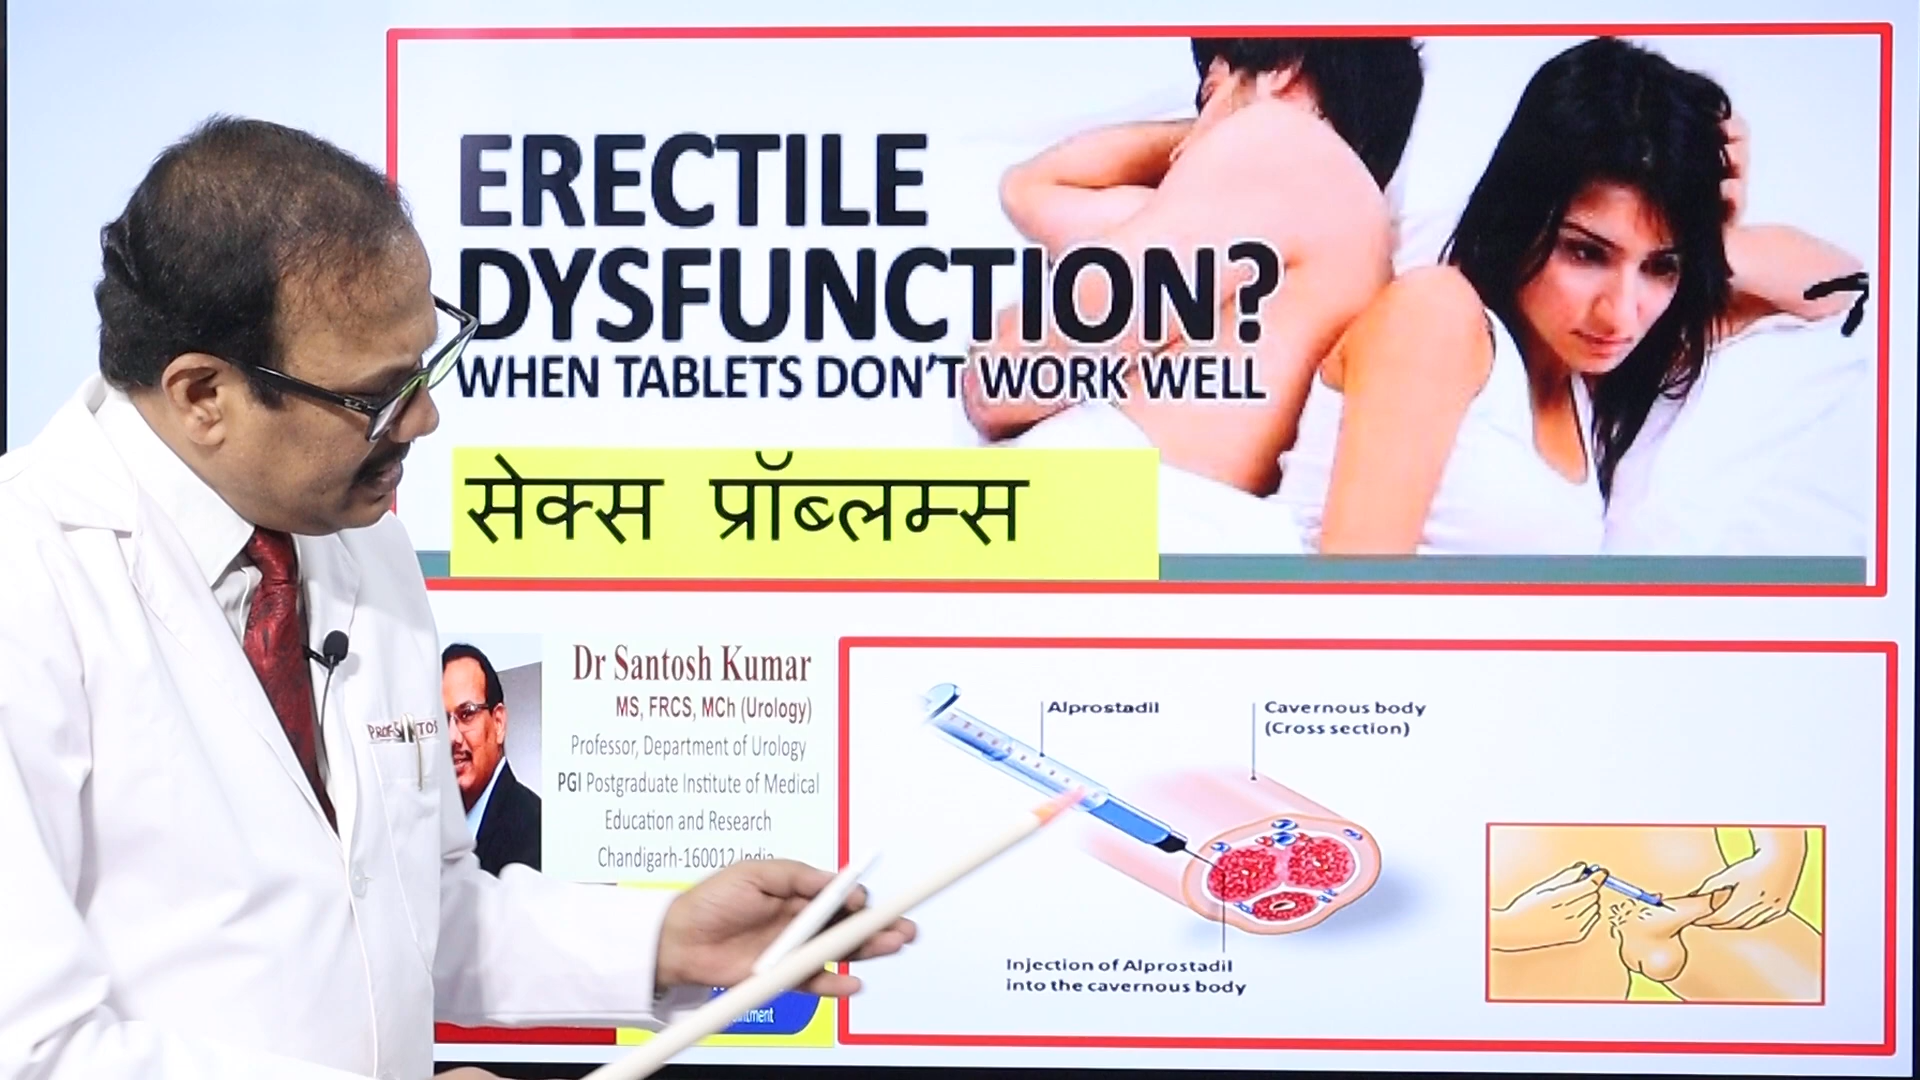 ERECTILE
DYSFUNCTION?
WHEN TABLETS DON'T WORK WELL
सेक्स प्रॉब्लम्स
Dr Santosh Kumar
MS, FRCS, MCh (Urology)
Professor, Department of Urology
PGI Postgraduate Institute of Medical
Education and Research
Chandigarh-160012 India
Alprostadil
Cavernous body
(Cross section)
Injection of Alprostadil
into the cavernous body